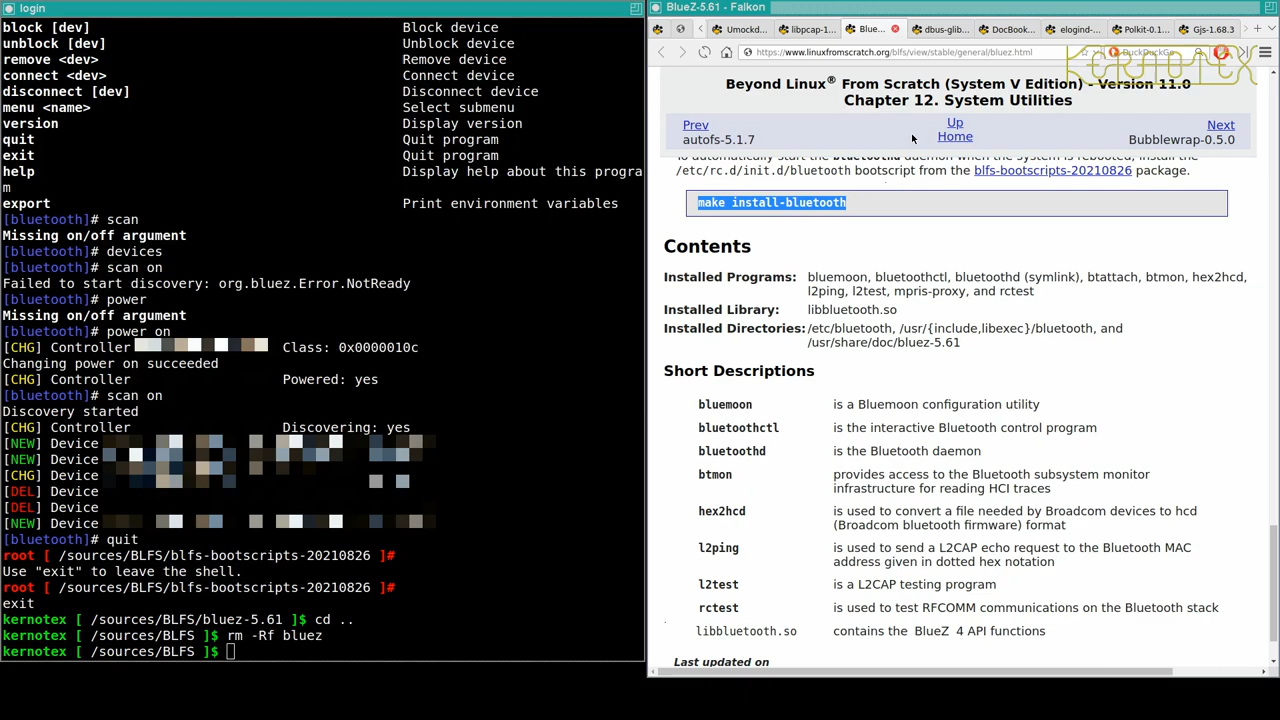 login
block [dev] Block device
unblock [dev] Unblock device
remove <dev> Remove device
connect <dev> Connect device
disconnect [dev] Disconnect device
menu <name> Select submenu
version Display version
quit Quit program
exit Quit program
help Display help about this progra
m
export Print environment variables
[bluetooth]# scan
Missing on/off argument
[bluetooth]# devices
[bluetooth]# scan on
Failed to start discovery: org.bluez.Error.NotReady
[bluetooth]# power
Missing on/off argument
[bluetooth]# power on
[CHG] Controller Class: 0x0000010c
Changing power on succeeded
[CHG] Controller Powered: yes
[bluetooth]# scan on
Discovery started
[CHG] Controller Discovering: yes
[NEW] Device
[NEW] Device
[CHG] Device
[DEL] Device
[DEL] Device
[NEW] Device
[bluetooth]# quit
root [ /sources/BLFS/blfs-bootscripts-20210826 ]#
Use "exit" to leave the shell.
root [ /sources/BLFS/blfs-bootscripts-20210826 ]#
exit
kernotex [ /sources/BLFS/bluez-5.61 ]$ cd ..
kernotex [ /sources/BLFS ]$ rm -Rf bluez
kernotex [ /sources/BLFS ]$
BlueZ-5.61 - Falkon
Umockd... libpcap-1... Blue... dbus-glib... DocBook... elogind-... Polkit-0.1... Gjs-1.68.3
https://www.linuxfromscratch.org/blfs/view/stable/general/bluez.html DuckDuckGo
KERNOTEX
Beyond Linux® From Scratch (System V Edition) - Version 11.0
Chapter 12. System Utilities
Prev Up Next
autofs-5.1.7 Home Bubblewrap-0.5.0
To automatically start the bluetoothd daemon when the system is rebooted, install the
/etc/rc.d/init.d/bluetooth bootscript from the blfs-bootscripts-20210826 package.
make install-bluetooth
Contents
Installed Programs: bluemoon, bluetoothctl, bluetoothd (symlink), btattach, btmon, hex2hcd,
l2ping, l2test, mpris-proxy, and rctest
Installed Library: libbluetooth.so
Installed Directories: /etc/bluetooth, /usr/{include,libexec}/bluetooth, and
/usr/share/doc/bluez-5.61
Short Descriptions
bluemoon is a Bluemoon configuration utility
bluetoothctl is the interactive Bluetooth control program
bluetoothd is the Bluetooth daemon
btmon provides access to the Bluetooth subsystem monitor
infrastructure for reading HCI traces
hex2hcd is used to convert a file needed by Broadcom devices to hcd
(Broadcom bluetooth firmware) format
l2ping is used to send a L2CAP echo request to the Bluetooth MAC
address given in dotted hex notation
l2test is a L2CAP testing program
rctest is used to test RFCOMM communications on the Bluetooth stack
libbluetooth.so contains the BlueZ 4 API functions
Last updated on